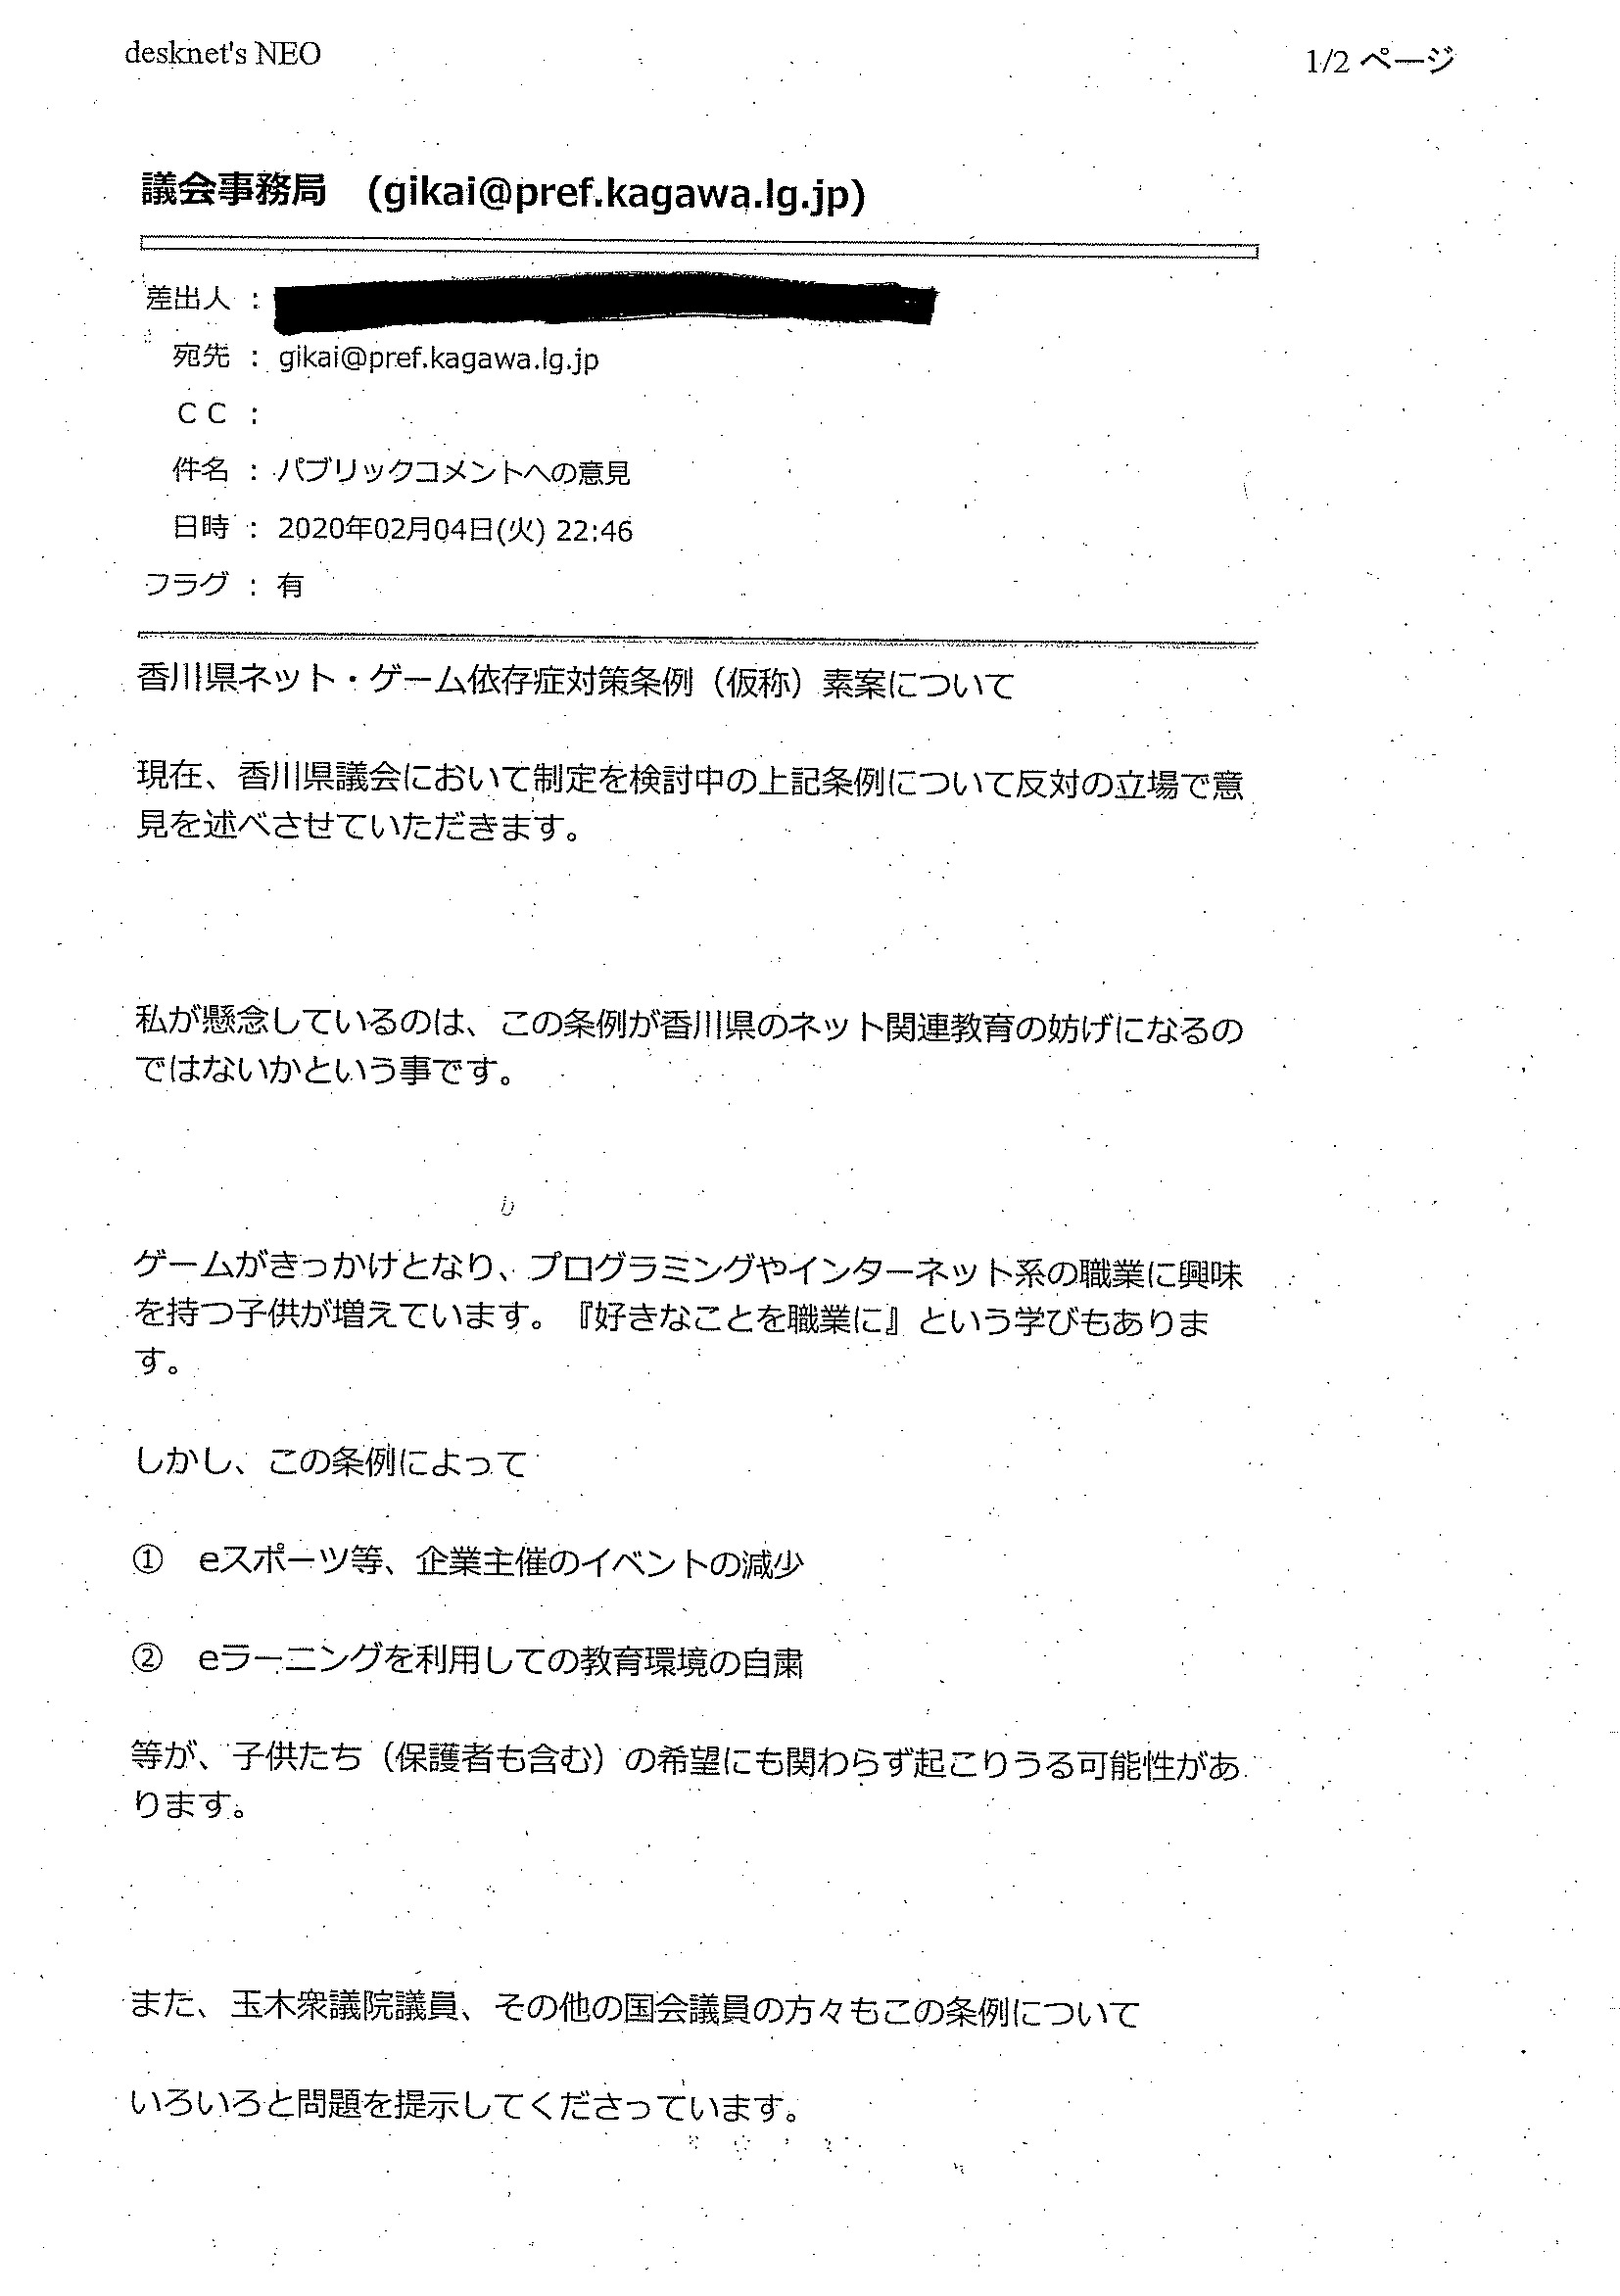 desknet's NEO
1/2 ページ
議会事務局　(gikai@pref.kagawa.lg.jp)
差出人 ：
宛先 ： gikai@pref.kagawa.lg.jp
ＣＣ ：
件名 ： パブリックコメントへの意見
日時 ： 2020年02月04日(火) 22:46
フラグ ： 有
香川県ネット・ゲーム依存症対策条例（仮称）素案について
現在、香川県議会において制定を検討中の上記条例について反対の立場で意
見を述べさせていただきます。
私が懸念しているのは、この条例が香川県のネット関連教育の妨げになるの
ではないかという事です。
ゲームがきっかけとなり、プログラミングやインターネット系の職業に興味
を持つ子供が増えています。『好きなことを職業に』という学びもありま
す。
しかし、この条例によって
①　eスポーツ等、企業主催のイベントの減少
②　eラーニングを利用しての教育環境の自粛
等が、子供たち（保護者も含む）の希望にも関わらず起こりうる可能性があ
ります。
また、玉木衆議院議員、その他の国会議員の方々もこの条例について
いろいろと問題を提示してくださっています。